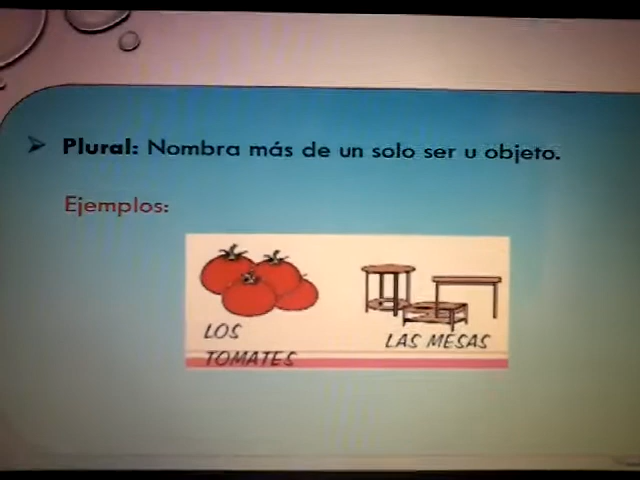 Plural: Nombra más de un solo ser u objeto.
Ejemplos:
LOS
TOMATES
LAS MESAS